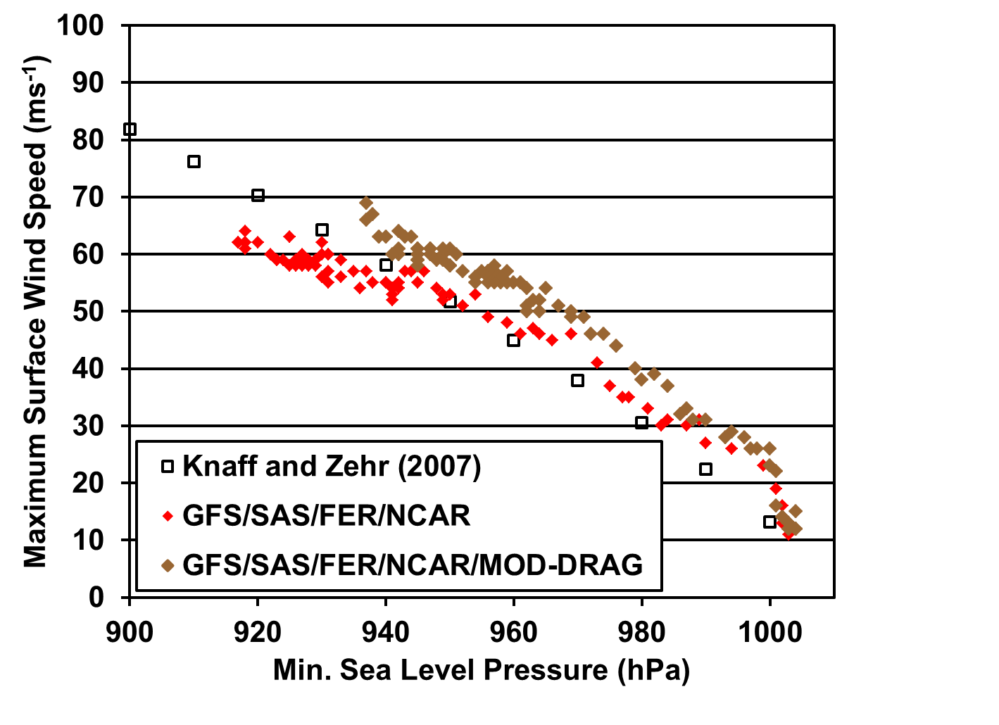 100
90
80
70
60
50
40
30
20
10
0
Maximum Surface Wind Speed (ms-1)
Knaff and Zehr (2007)
GFS/SAS/FER/NCAR
GFS/SAS/FER/NCAR/MOD-DRAG
900 920 940 960 980 1000
Min. Sea Level Pressure (hPa)